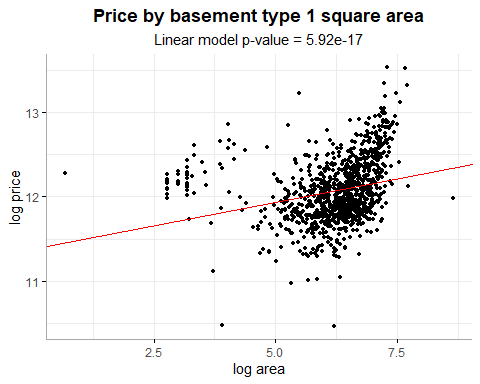 Price by basement type 1 square area
Linear model p-value = 5.92e-17
13
12
11
log price
2.5
5.0
7.5
log area